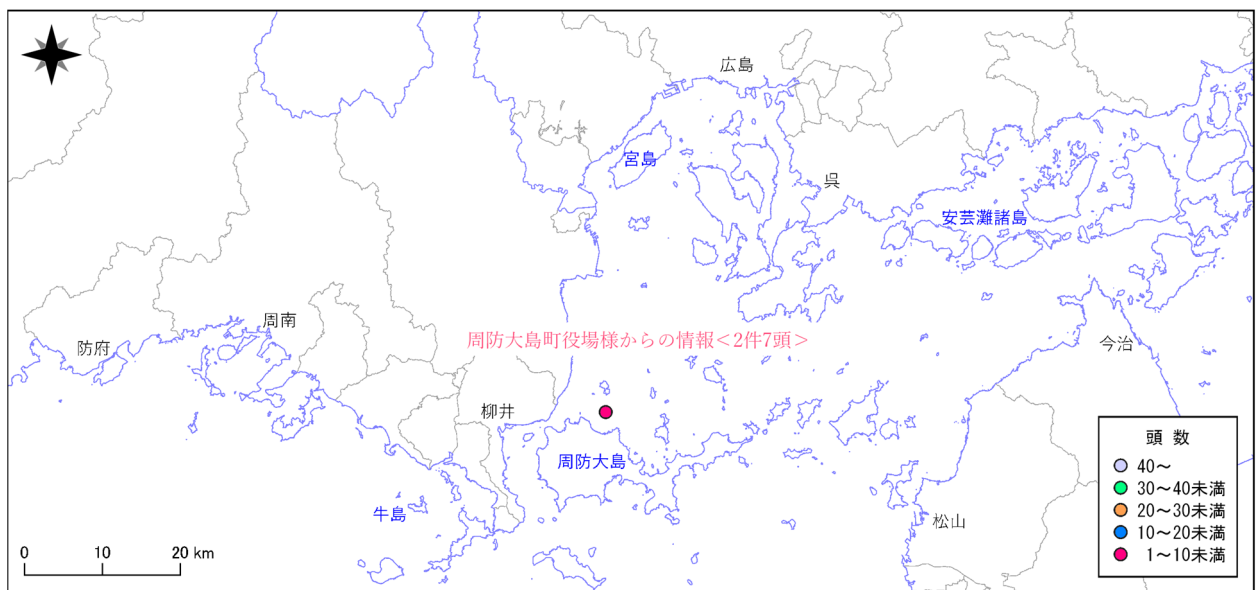 広島
宮島
呉
安芸灘諸島
周南
防府
周防大島町役場様からの情報＜2件7頭＞
今治
柳井
周防大島
牛島
松山
頭 数
40～
30～40未満
20～30未満
10～20未満
1～10未満
0 10 20 km